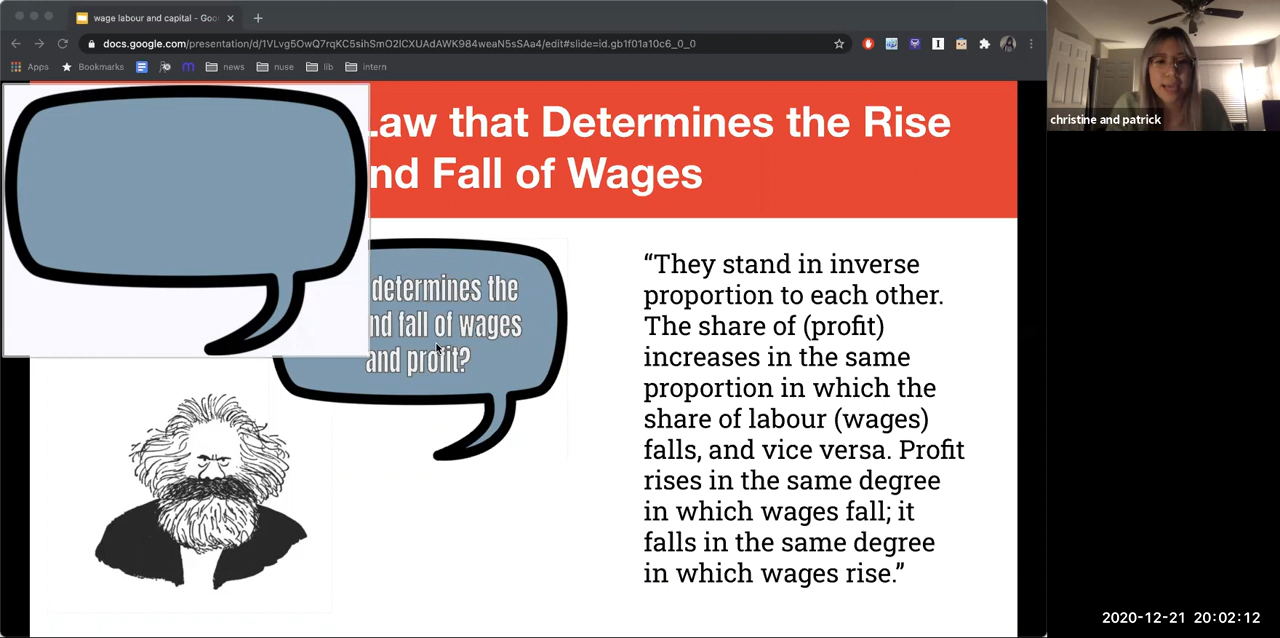 wage labour and capital - Goo
docs.google.com/presentation/d/1VLvg5OwQ7rqKC5sihSmO2ICXUAdAWK984weaN5sSAa4/edit#slide=id.gb1f01a10c6_0_0
Apps Bookmarks news nuse lib intern
christine and patrick
Law that Determines the Rise
nd Fall of Wages
determines the
nd fall of wages
and profit?
“They stand in inverse
proportion to each other.
The share of (profit)
increases in the same
proportion in which the
share of labour (wages)
falls, and vice versa. Profit
rises in the same degree
in which wages fall; it
falls in the same degree
in which wages rise.”
2020-12-21 20:02:12